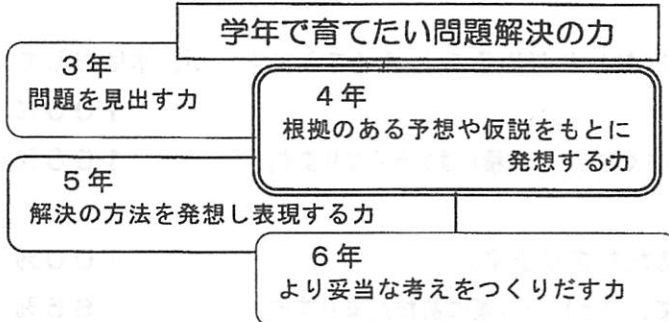 学年で育てたい問題解決の力
3年
問題を見出す力
4年
根拠のある予想や仮説をもとに
発想する力
5年
解決の方法を発想し表現する力
6年
より妥当な考えをつくりだす力